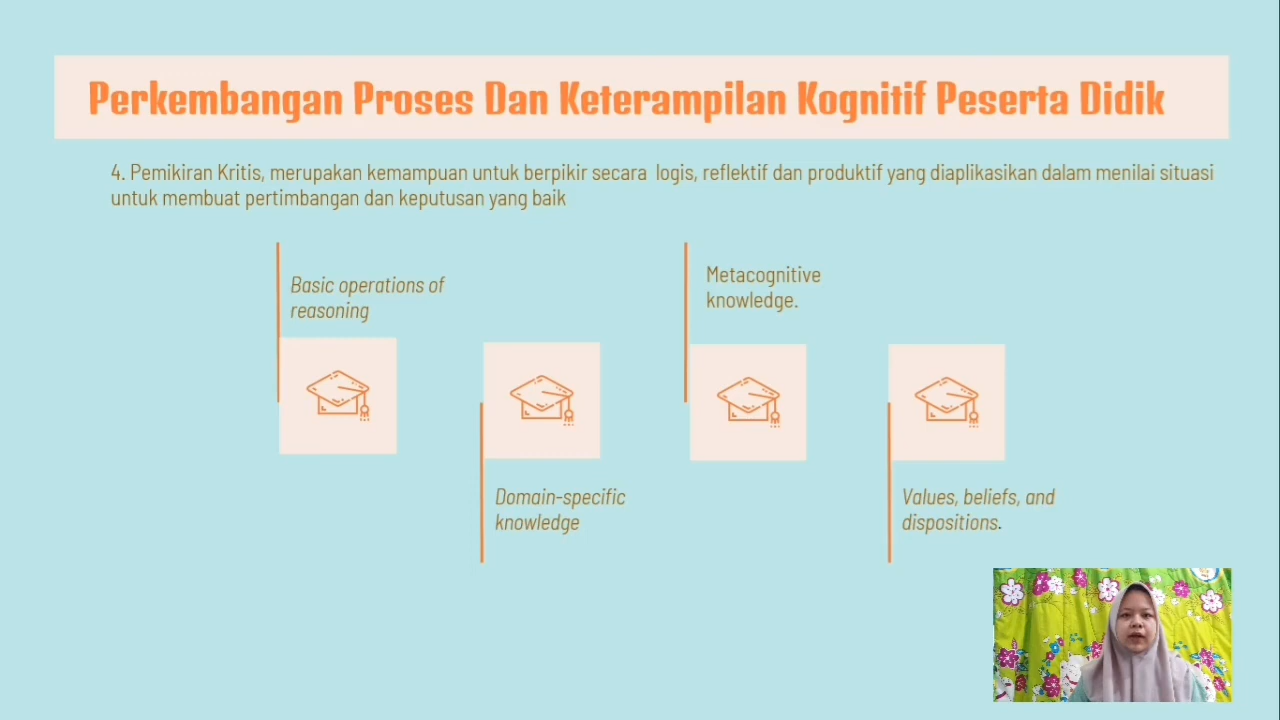 Perkembangan Proses Dan Keterampilan Kognitif Peserta Didik
4. Pemikiran Kritis, merupakan kemampuan untuk berpikir secara logis, reflektif dan produktif yang diaplikasikan dalam menilai situasi
untuk membuat pertimbangan dan keputusan yang baik
Basic operations of
reasoning
Domain-specific
knowledge
Metacognitive
knowledge.
Values, beliefs, and
dispositions.